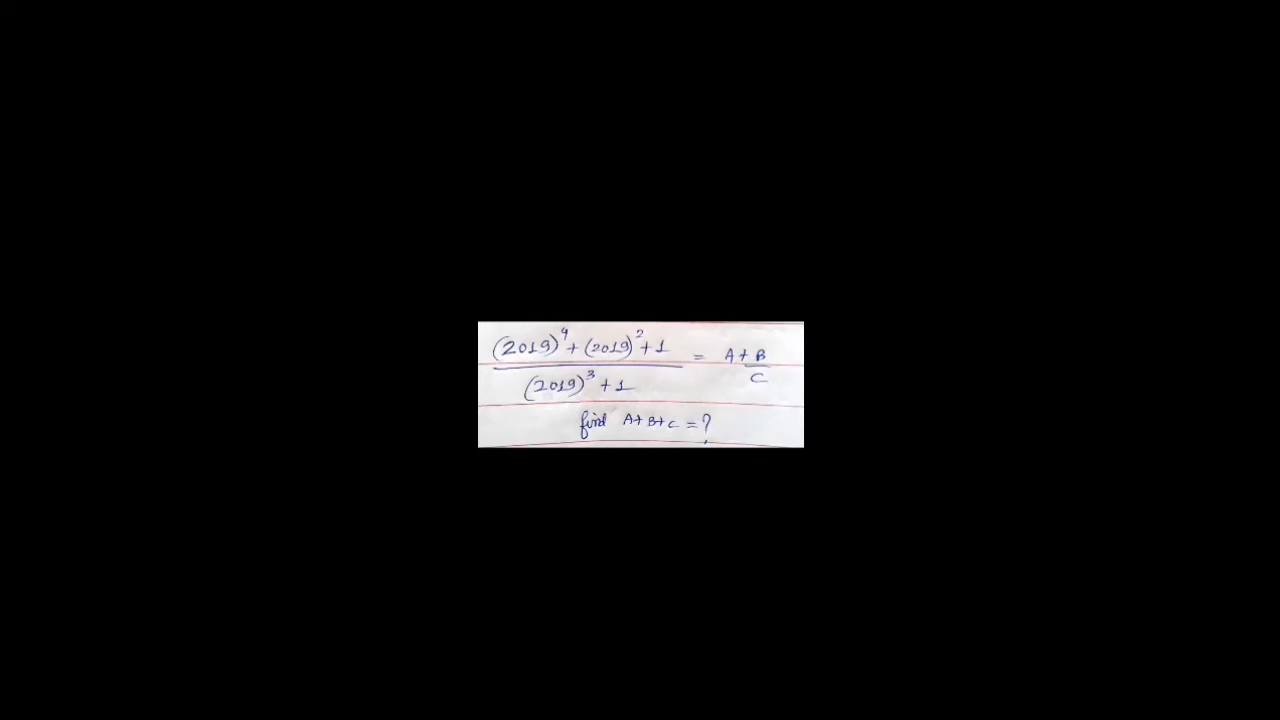 (2019)⁴ + (2019)² + 1 / (2019)³ + 1 = A + B / C
find A + B + C = ?